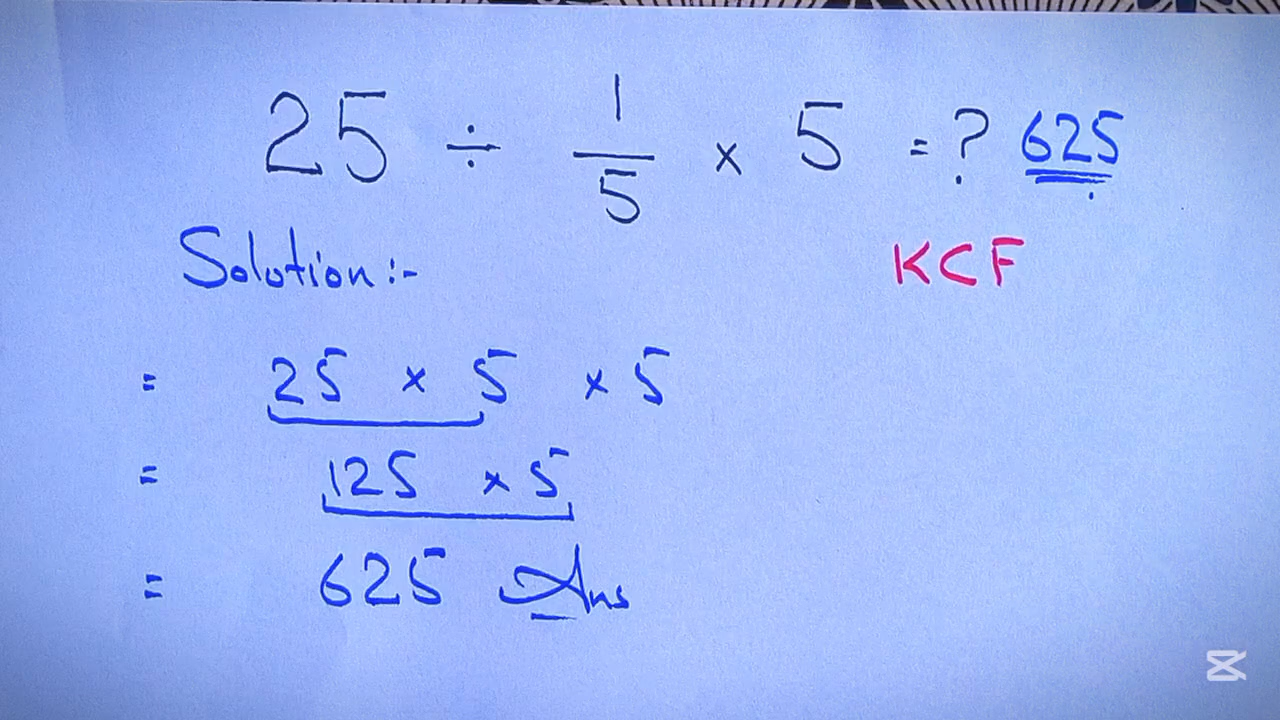 25 ÷ 1/5 × 5 = ? 625
KCF
Solution :-
= 25 × 5 × 5
= 125 × 5
= 625 Ans